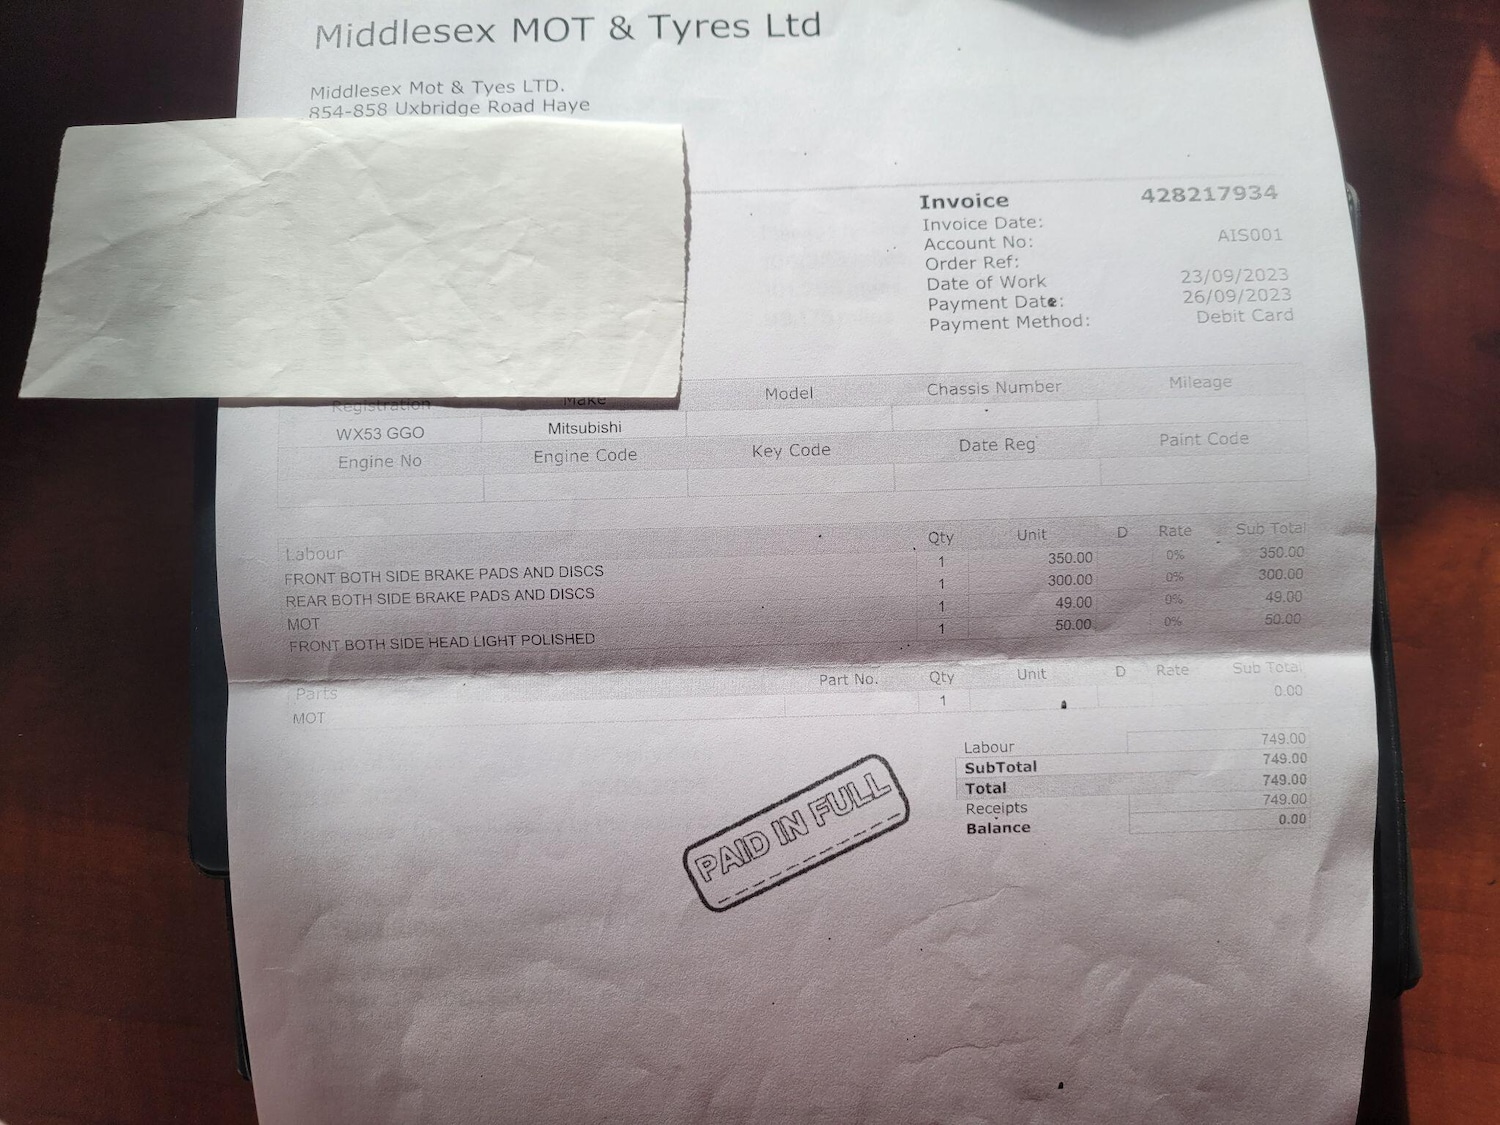 Middlesex MOT & Tyres Ltd
Middlesex Mot & Tyes LTD.
854-858 Uxbridge Road Haye
Invoice 428217934
Invoice Date:
Account No: AIS001
Order Ref:
Date of Work 23/09/2023
Payment Date: 26/09/2023
Payment Method: Debit Card
Registration Make Model Chassis Number Mileage
WX53 GGO Mitsubishi
Engine No Engine Code Key Code Date Reg Paint Code
Labour Qty Unit D Rate Sub Total
FRONT BOTH SIDE BRAKE PADS AND DISCS 1 350.00 0% 350.00
REAR BOTH SIDE BRAKE PADS AND DISCS 1 300.00 0% 300.00
MOT 1 49.00 0% 49.00
FRONT BOTH SIDE HEAD LIGHT POLISHED 1 50.00 0% 50.00
Parts Part No. Qty Unit D Rate Sub Total
MOT 1 0.00
Labour 749.00
SubTotal 749.00
Total 749.00
Receipts 749.00
Balance 0.00
PAID IN FULL